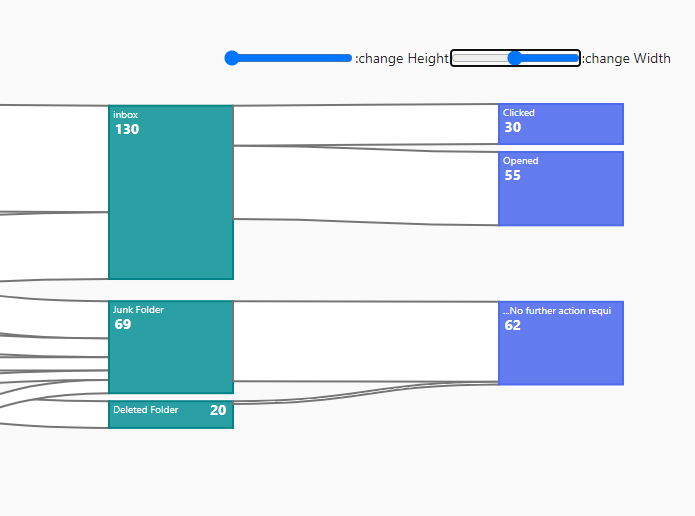 :change Height
:change Width
inbox
130
Clicked
30
Opened
55
Junk Folder
69
...No further action requi
62
Deleted Folder 20